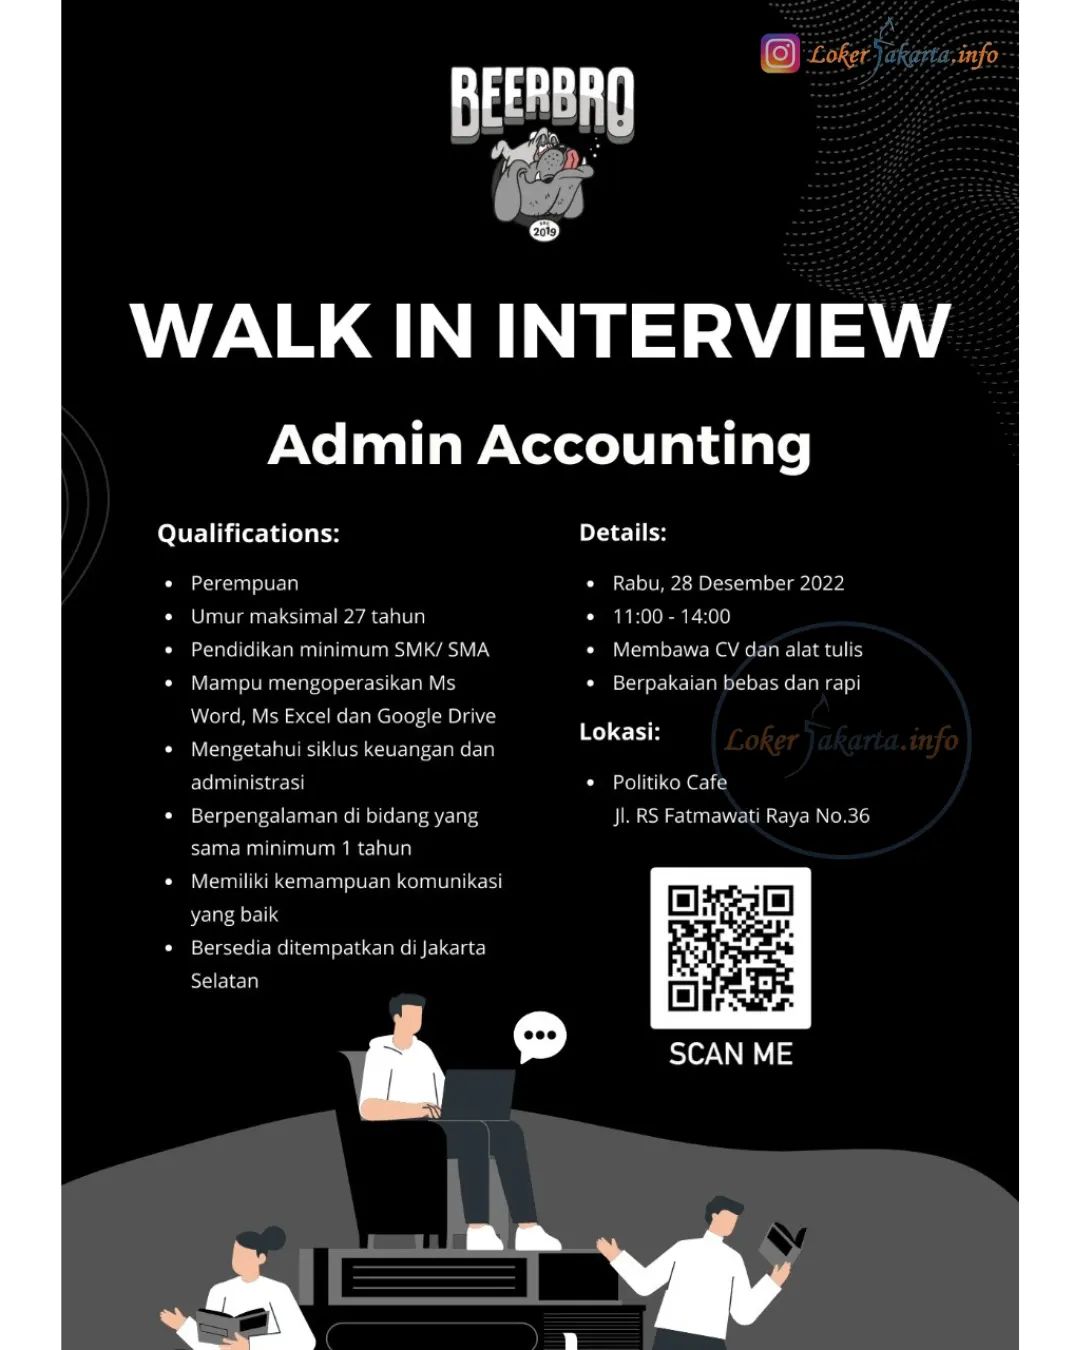 Loker Jakarta.info
BEERBRO
2019
WALK IN INTERVIEW
Admin Accounting
Qualifications:
• Perempuan
• Umur maksimal 27 tahun
• Pendidikan minimum SMK/ SMA
• Mampu mengoperasikan Ms
Word, Ms Excel dan Google Drive
• Mengetahui siklus keuangan dan
administrasi
• Berpengalaman di bidang yang
sama minimum 1 tahun
• Memiliki kemampuan komunikasi
yang baik
• Bersedia ditempatkan di Jakarta
Selatan
Details:
• Rabu, 28 Desember 2022
• 11:00 - 14:00
• Membawa CV dan alat tulis
• Berpakaian bebas dan rapi
Lokasi:
Loker Jakarta.info
• Politiko Cafe
Jl. RS Fatmawati Raya No.36
SCAN ME